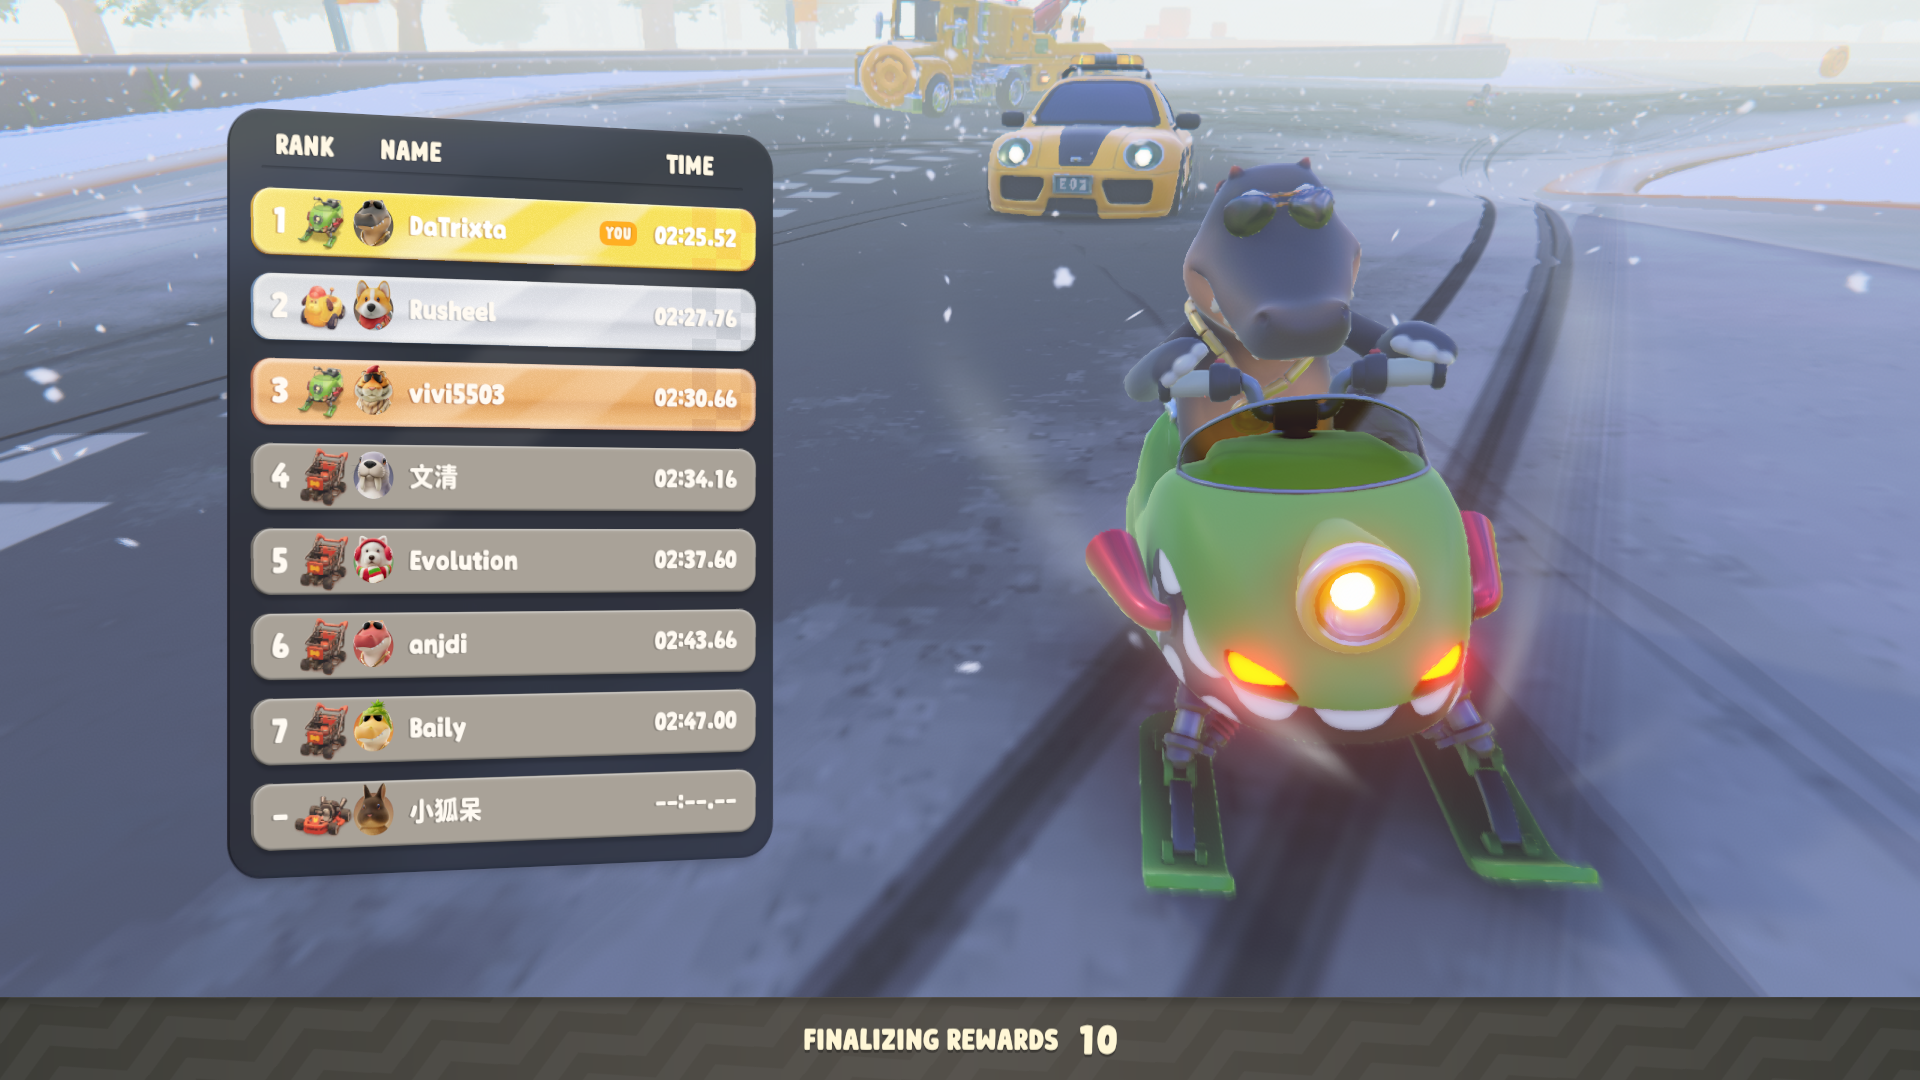 RANK NAME TIME
1 DaTrixta YOU 02:25.52
2 Rusheel 02:27.76
3 vivi5503 02:30.66
4 文清 02:34.16
5 Evolution 02:37.60
6 anjdi 02:43.66
7 Baily 02:47.00
- 小狐呆 --:--.--
E07
FINALIZING REWARDS 10